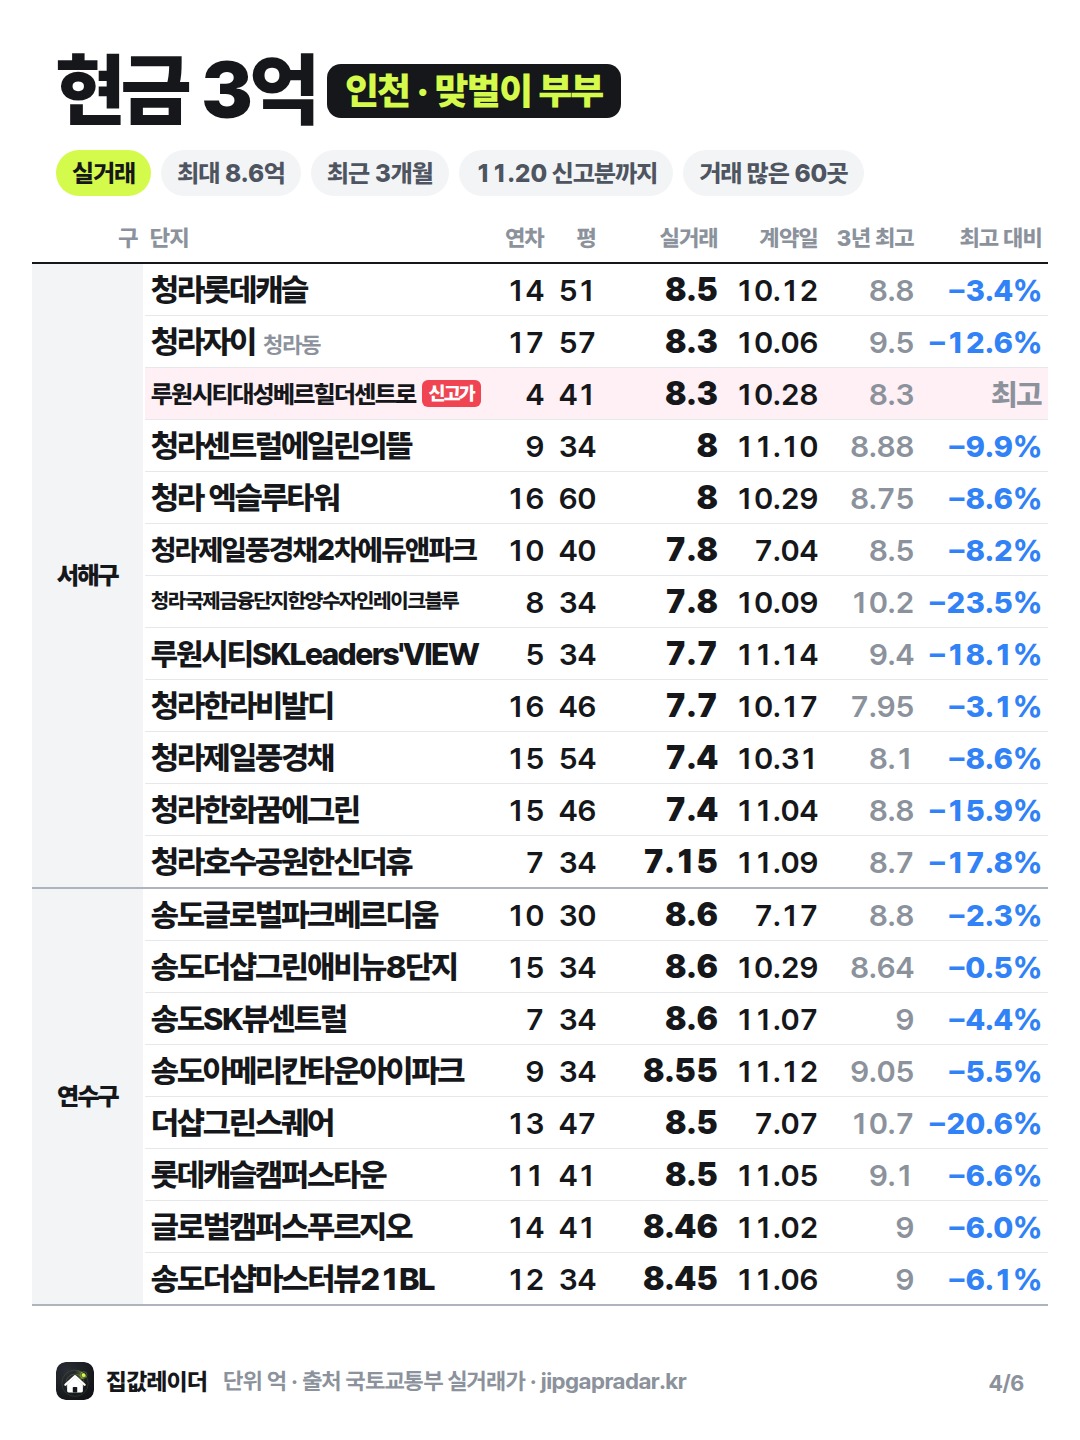 현금 3억 인천 · 맞벌이 부부
실거래 최대 8.6억 최근 3개월 11.20 신고분까지 거래 많은 60곳
구 단지 연차 평 실거래 계약일 3년 최고 최고 대비
서해구
청라롯데캐슬 14 51 8.5 10.12 8.8 −3.4%
청라자이 청라동 17 57 8.3 10.06 9.5 −12.6%
루원시티대성베르힐더센트로 신고가 4 41 8.3 10.28 8.3 최고
청라센트럴에일린의뜰 9 34 8 11.10 8.88 −9.9%
청라 엑슬루타워 16 60 8 10.29 8.75 −8.6%
청라제일풍경채2차에듀앤파크 10 40 7.8 7.04 8.5 −8.2%
청라국제금융단지한양수자인레이크블루 8 34 7.8 10.09 10.2 −23.5%
루원시티SKLeaders'VIEW 5 34 7.7 11.14 9.4 −18.1%
청라한라비발디 16 46 7.7 10.17 7.95 −3.1%
청라제일풍경채 15 54 7.4 10.31 8.1 −8.6%
청라한화꿈에그린 15 46 7.4 11.04 8.8 −15.9%
청라호수공원한신더휴 7 34 7.15 11.09 8.7 −17.8%
연수구
송도글로벌파크베르디움 10 30 8.6 7.17 8.8 −2.3%
송도더샵그린애비뉴8단지 15 34 8.6 10.29 8.64 −0.5%
송도SK뷰센트럴 7 34 8.6 11.07 9 −4.4%
송도아메리칸타운아이파크 9 34 8.55 11.12 9.05 −5.5%
더샵그린스퀘어 13 47 8.5 7.07 10.7 −20.6%
롯데캐슬캠퍼스타운 11 41 8.5 11.05 9.1 −6.6%
글로벌캠퍼스푸르지오 14 41 8.46 11.02 9 −6.0%
송도더샵마스터뷰21BL 12 34 8.45 11.06 9 −6.1%
집값레이더 단위 억 · 출처 국토교통부 실거래가 · jipgapradar.kr 4/6